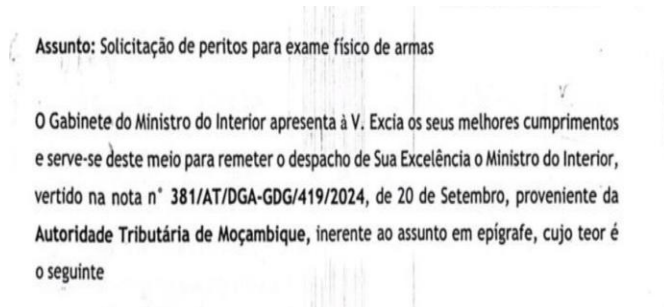 Assunto: Solicitação de peritos para exame físico de armas
O Gabinete do Ministro do Interior apresenta à V. Excia os seus melhores cumprimentos
e serve-se deste meio para remeter o despacho de Sua Excelência o Ministro do Interior,
vertido na nota n° 381/AT/DGA-GDG/419/2024, de 20 de Setembro, proveniente da
Autoridade Tributária de Moçambique, inerente ao assunto em epígrafe, cujo teor é
o seguinte